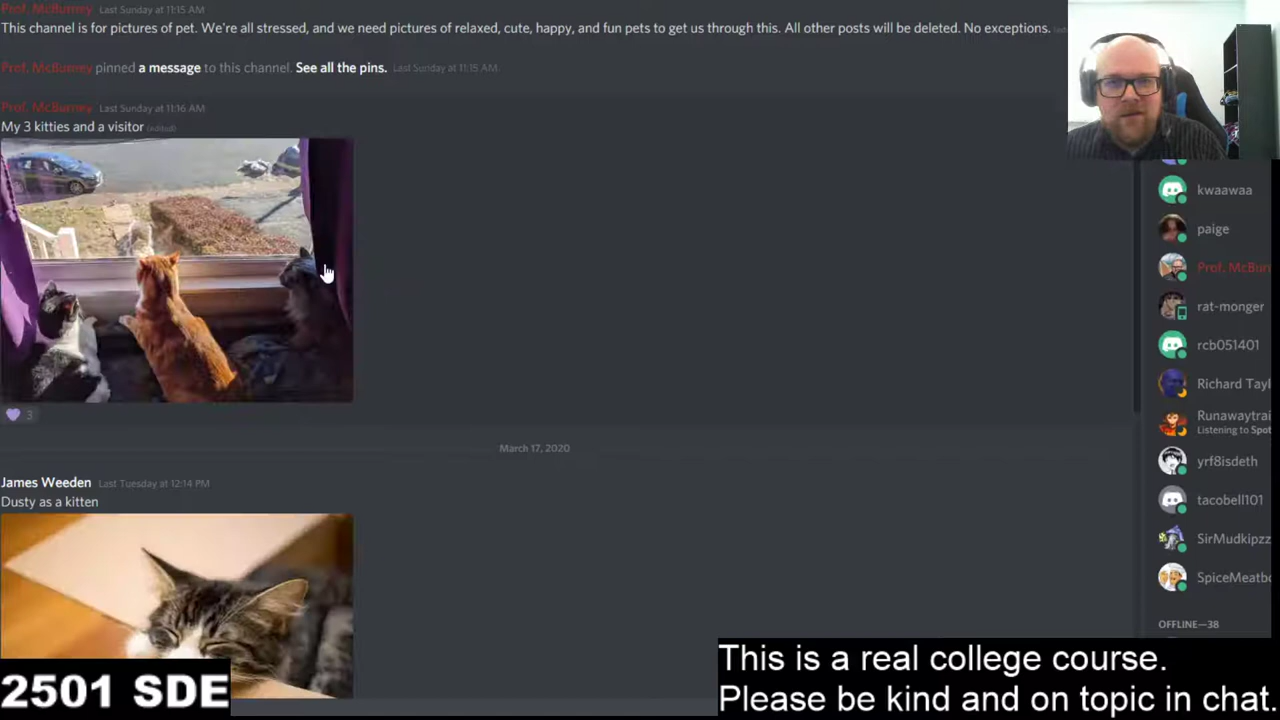 Prof. McBurney Last Sunday at 11:15 AM
This channel is for pictures of pet. We're all stressed, and we need pictures of relaxed, cute, happy, and fun pets to get us through this. All other posts will be deleted. No exceptions.
Prof. McBurney pinned a message to this channel. See all the pins. Last Sunday at 11:15 AM.
Prof. McBurney Last Sunday at 11:16 AM
My 3 kitties and a visitor (edited)
3
March 17, 2020
James Weeden Last Tuesday at 12:14 PM
Dusty as a kitten
kwaawaa
paige
Prof. McBurn
rat-monger
rcb051401
Richard Tayl
Runawaytrai
Listening to Spot
yrf8isdeth
tacobell101
SirMudkipzz
SpiceMeatb
OFFLINE—38
2501 SDE
This is a real college course.
Please be kind and on topic in chat.